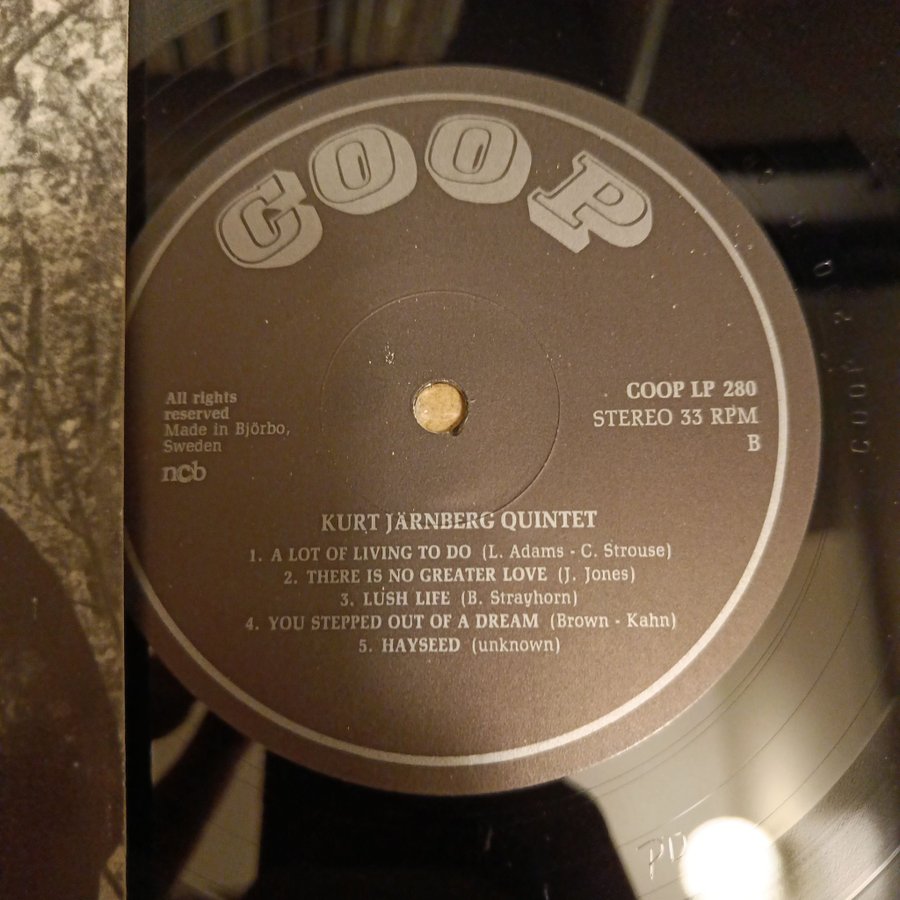 COOP
All rights
reserved
Made in Björbo,
Sweden
ncb
COOP LP 280
STEREO 33 RPM
B
KURT JÄRNBERG QUINTET
1. A LOT OF LIVING TO DO (L. Adams - C. Strouse)
2. THERE IS NO GREATER LOVE (J. Jones)
3. LUSH LIFE (B. Strayhorn)
4. YOU STEPPED OUT OF A DREAM (Brown - Kahn)
5. HAYSEED (unknown)